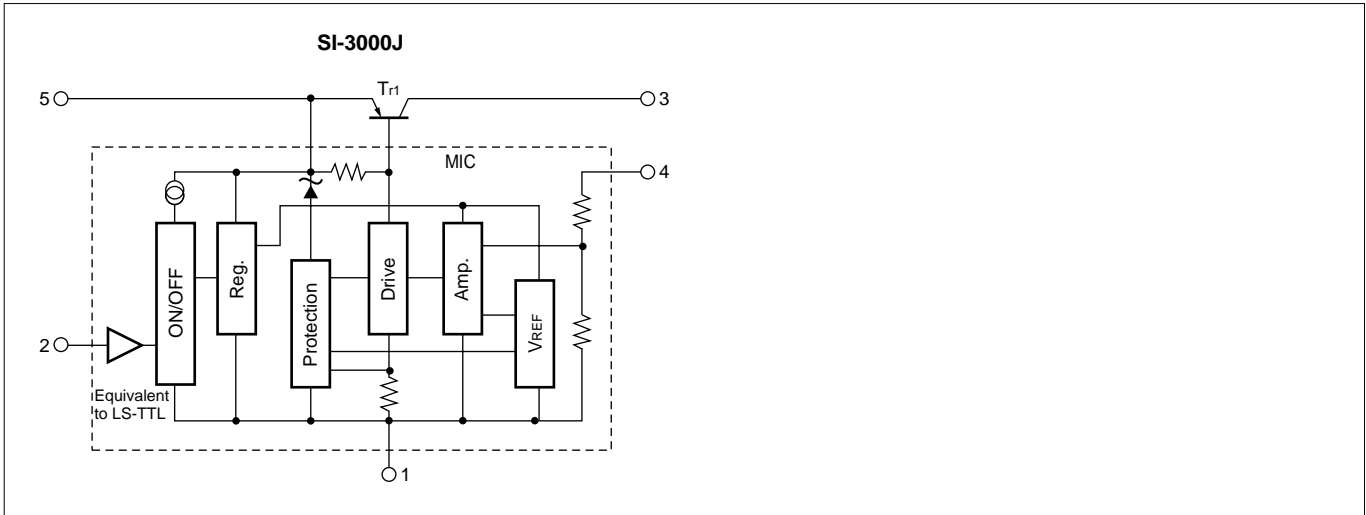 SI-3000J
5
Tr1
3
MIC
4
ON/OFF
Reg.
Protection
Drive
Amp.
VREF
2
Equivalent
to LS-TTL
1